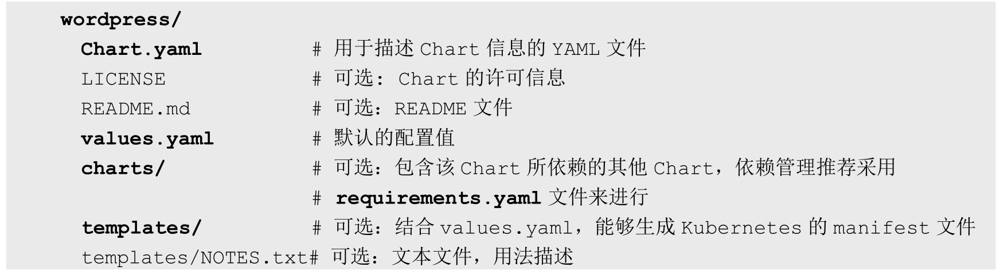 wordpress/
Chart.yaml # 用于描述 Chart 信息的 YAML 文件
LICENSE # 可选: Chart 的许可信息
README.md # 可选：README 文件
values.yaml # 默认的配置值
charts/ # 可选：包含该 Chart 所依赖的其他 Chart，依赖管理推荐采用
# requirements.yaml 文件来进行
templates/ # 可选：结合 values.yaml，能够生成 Kubernetes 的 manifest 文件
templates/NOTES.txt# 可选：文本文件，用法描述